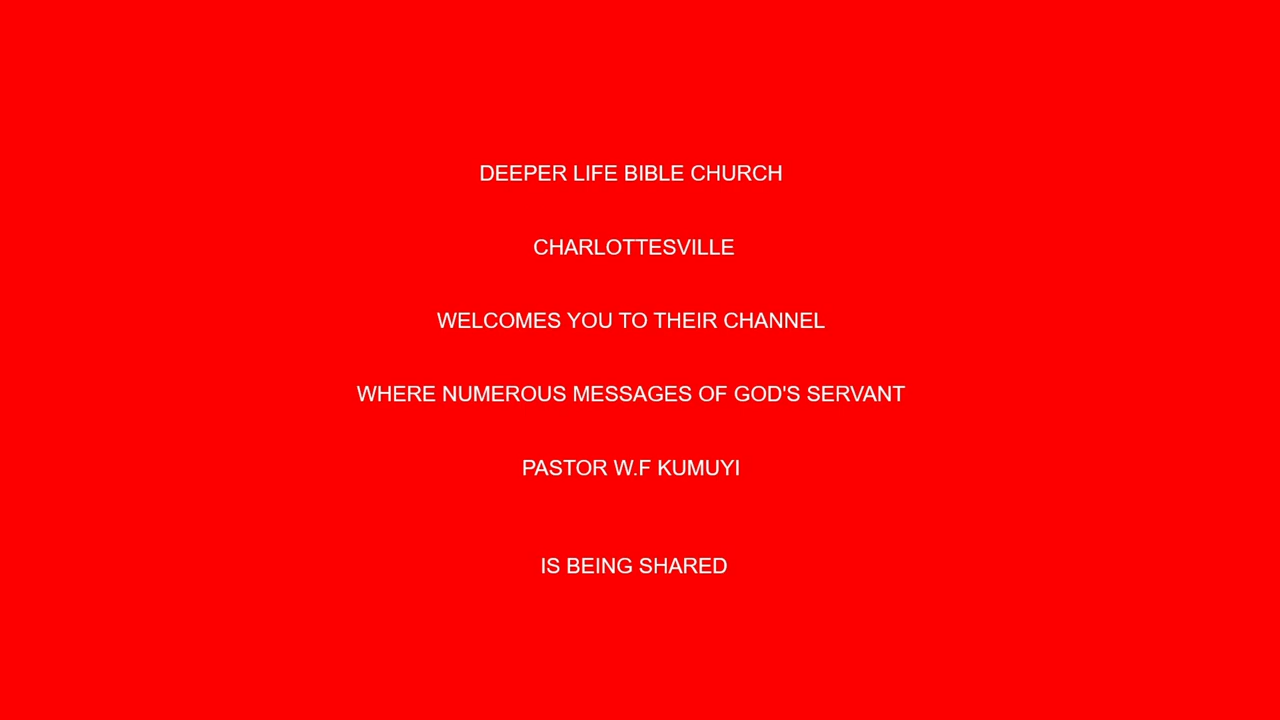 DEEPER LIFE BIBLE CHURCH
CHARLOTTESVILLE
WELCOMES YOU TO THEIR CHANNEL
WHERE NUMEROUS MESSAGES OF GOD'S SERVANT
PASTOR W.F KUMUYI
IS BEING SHARED